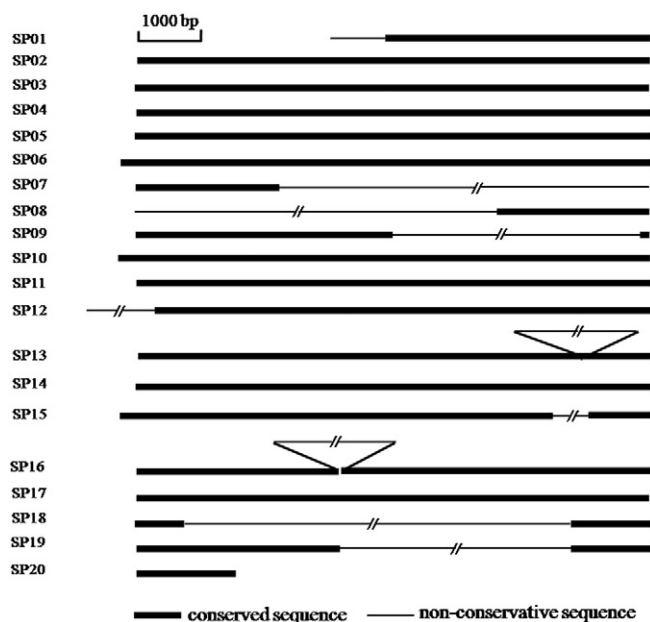 1000 bp
SP01
SP02
SP03
SP04
SP05
SP06
SP07
SP08
SP09
SP10
SP11
SP12
SP13
SP14
SP15
SP16
SP17
SP18
SP19
SP20
conserved sequence non-conservative sequence